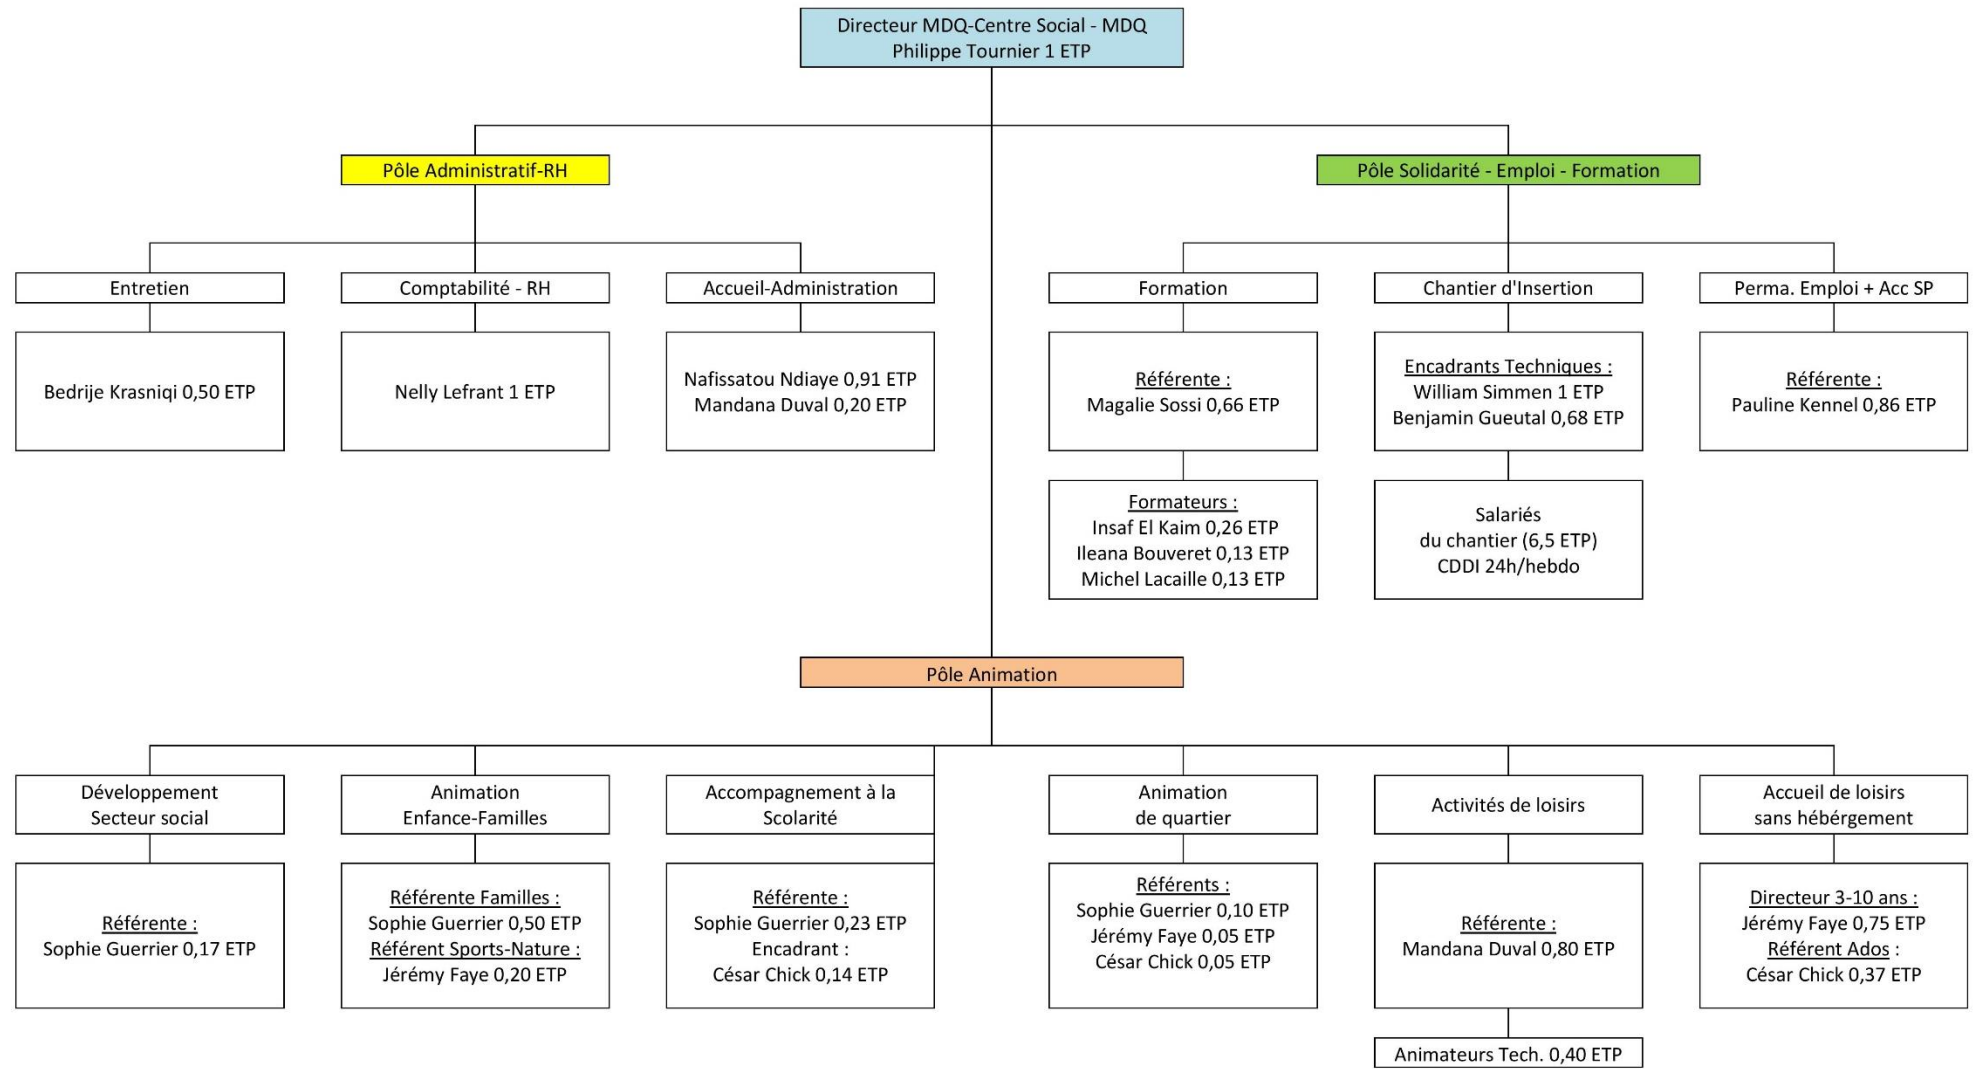 Directeur MDQ-Centre Social - MDQ
Philippe Tournier 1 ETP
Pôle Administratif-RH
Pôle Solidarité - Emploi - Formation
Entretien
Comptabilité - RH
Accueil-Administration
Formation
Chantier d'Insertion
Perma. Emploi + Acc SP
Bedrije Krasniqi 0,50 ETP
Nelly Lefrant 1 ETP
Nafissatou Ndiaye 0,91 ETP
Mandana Duval 0,20 ETP
Référente :
Magalie Sossi 0,66 ETP
Encadrants Techniques :
William Simmen 1 ETP
Benjamin Gueutal 0,68 ETP
Référente :
Pauline Kennel 0,86 ETP
Formateurs :
Insaf El Kaim 0,26 ETP
Ileana Bouveret 0,13 ETP
Michel Lacaille 0,13 ETP
Salariés
du chantier (6,5 ETP)
CDDI 24h/hebdo
Pôle Animation
Développement
Secteur social
Animation
Enfance-Familles
Accompagnement à la
Scolarité
Animation
de quartier
Activités de loisirs
Accueil de loisirs
sans hébérgement
Référente :
Sophie Guerrier 0,17 ETP
Référente Familles :
Sophie Guerrier 0,50 ETP
Référent Sports-Nature :
Jérémy Faye 0,20 ETP
Référente :
Sophie Guerrier 0,23 ETP
Encadrant :
César Chick 0,14 ETP
Référents :
Sophie Guerrier 0,10 ETP
Jérémy Faye 0,05 ETP
César Chick 0,05 ETP
Référente :
Mandana Duval 0,80 ETP
Directeur 3-10 ans :
Jérémy Faye 0,75 ETP
Référent Ados :
César Chick 0,37 ETP
Animateurs Tech. 0,40 ETP